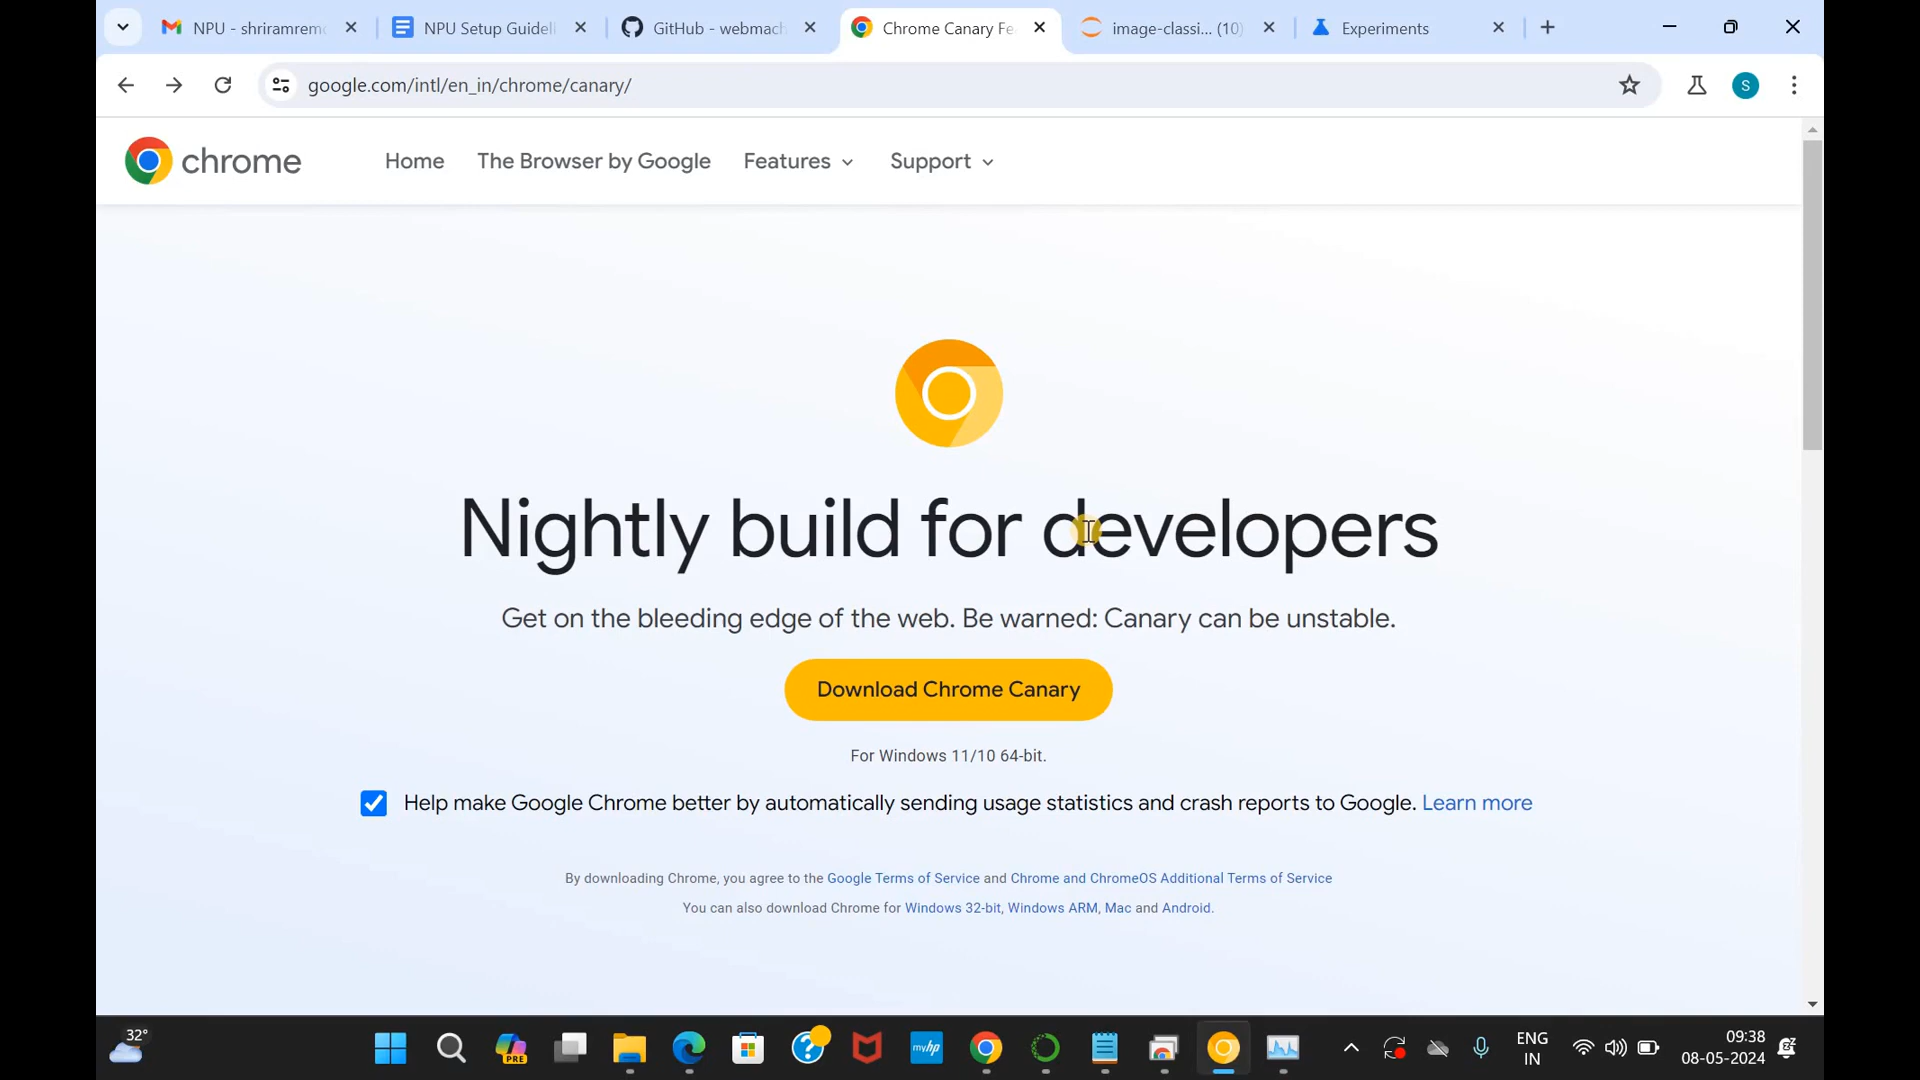 NPU - shriramremo
NPU Setup Guideli
GitHub - webmach
Chrome Canary Fe
image-classi... (10)
Experiments
google.com/intl/en_in/chrome/canary/
S
chrome
Home
The Browser by Google
Features
Support
Nightly build for developers
Get on the bleeding edge of the web. Be warned: Canary can be unstable.
Download Chrome Canary
For Windows 11/10 64-bit.
Help make Google Chrome better by automatically sending usage statistics and crash reports to Google. Learn more
By downloading Chrome, you agree to the Google Terms of Service and Chrome and ChromeOS Additional Terms of Service
You can also download Chrome for Windows 32-bit, Windows ARM, Mac and Android.
32°
PRE
myhp
ENG
IN
09:38
08-05-2024